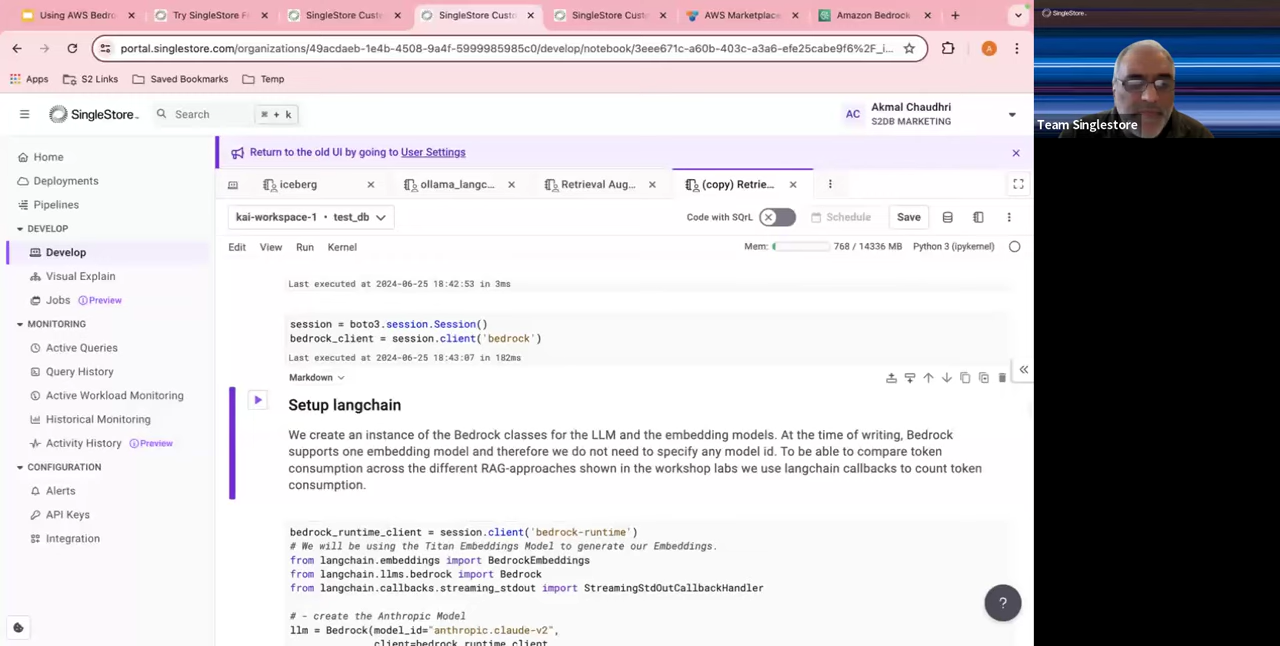 Using AWS Bedr
Try SingleStore F
SingleStore Custo
SingleStore Custo
SingleStore Custo
AWS Marketplace
Amazon Bedrock
portal.singlestore.com/organizations/49acdaeb-1e4b-4508-9a4f-5999985985c0/develop/notebook/3eee671c-a60b-403c-a3a6-efe25cabe9f6%2F_i...
A
Apps
S2 Links
Saved Bookmarks
Temp
SingleStore
Search
⌘ + k
AC
Akmal Chaudhri
S2DB MARKETING
Return to the old UI by going to User Settings
Home
Deployments
Pipelines
DEVELOP
Develop
Visual Explain
Jobs Preview
MONITORING
Active Queries
Query History
Active Workload Monitoring
Historical Monitoring
Activity History Preview
CONFIGURATION
Alerts
API Keys
Integration
iceberg
ollama_langc...
Retrieval Aug...
(copy) Retrie...
kai-workspace-1 • test_db
Code with SQrL
Schedule
Save
Edit View Run Kernel
Mem: 768 / 14336 MB Python 3 (ipykernel)
Last executed at 2024-06-25 18:42:53 in 3ms
session = boto3.session.Session()
bedrock_client = session.client('bedrock')
Last executed at 2024-06-25 18:43:07 in 182ms
Markdown
Setup langchain
We create an instance of the Bedrock classes for the LLM and the embedding models. At the time of writing, Bedrock
supports one embedding model and therefore we do not need to specify any model id. To be able to compare token
consumption across the different RAG-approaches shown in the workshop labs we use langchain callbacks to count token
consumption.
bedrock_runtime_client = session.client('bedrock-runtime')
# We will be using the Titan Embeddings Model to generate our Embeddings.
from langchain.embeddings import BedrockEmbeddings
from langchain.llms.bedrock import Bedrock
from langchain.callbacks.streaming_stdout import StreamingStdOutCallbackHandler
# - create the Anthropic Model
llm = Bedrock(model_id="anthropic.claude-v2",
client=bedrock_runtime_client,
?
SingleStore
Team Singlestore